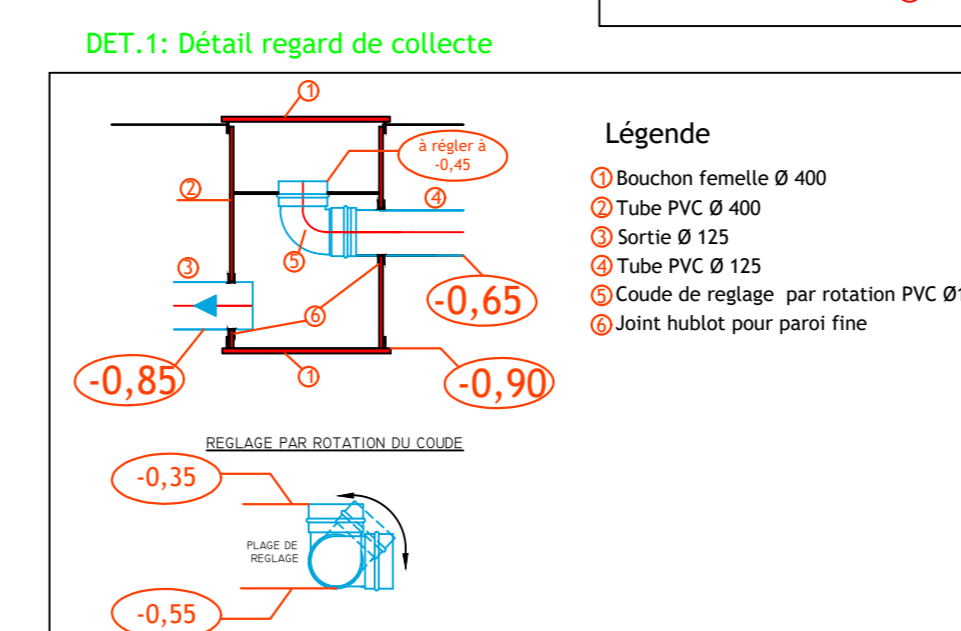 DET.1: Détail regard de collecte
1
à régler à
-0,45
2
4
3
5
6
-0,65
-0,85
1
-0,90
Légende
1 Bouchon femelle Ø 400
2 Tube PVC Ø 400
3 Sortie Ø 125
4 Tube PVC Ø 125
5 Coude de reglage par rotation PVC Ø1
6 Joint hublot pour paroi fine
REGLAGE PAR ROTATION DU COUDE
-0,35
PLAGE DE
REGLAGE
-0,55